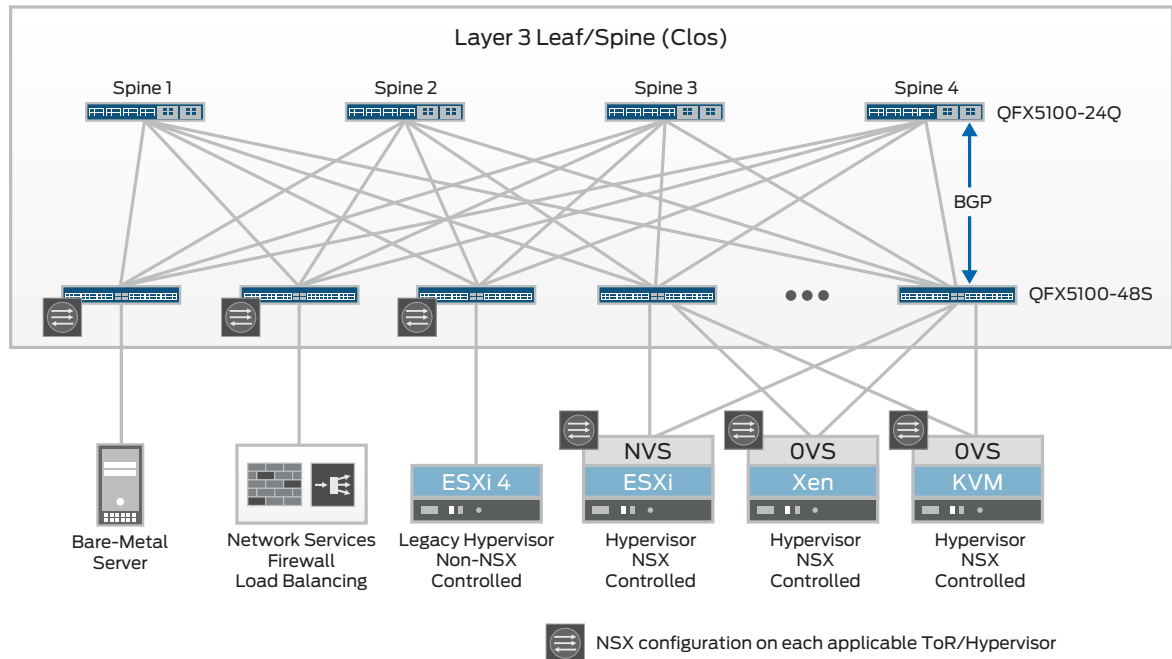 Layer 3 Leaf/Spine (Clos)
Spine 1
Spine 2
Spine 3
Spine 4
QFX5100-24Q
BGP
QFX5100-48S
NVS
OVS
OVS
ESXi 4
ESXi
Xen
KVM
Bare-Metal
Server
Network Services
Firewall
Load Balancing
Legacy Hypervisor
Non-NSX
Controlled
Hypervisor
NSX
Controlled
Hypervisor
NSX
Controlled
Hypervisor
NSX
Controlled
NSX configuration on each applicable ToR/Hypervisor